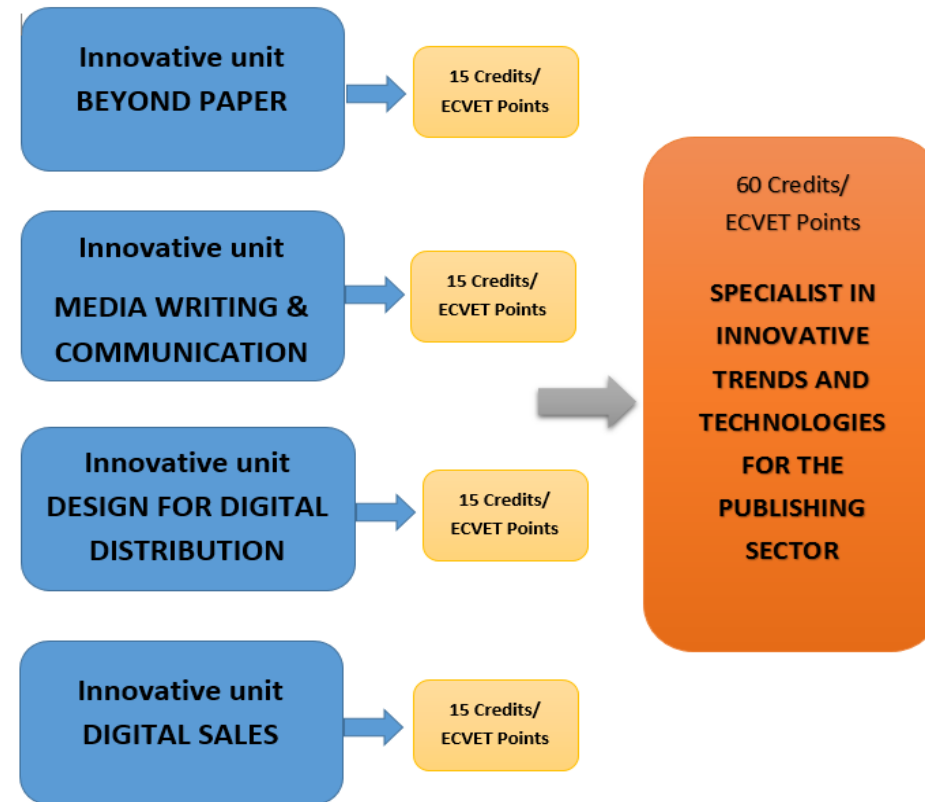 Innovative unit
BEYOND PAPER
15 Credits/
ECVET Points
Innovative unit
MEDIA WRITING &
COMMUNICATION
15 Credits/
ECVET Points
Innovative unit
DESIGN FOR DIGITAL
DISTRIBUTION
15 Credits/
ECVET Points
Innovative unit
DIGITAL SALES
15 Credits/
ECVET Points
60 Credits/
ECVET Points
SPECIALIST IN
INNOVATIVE
TRENDS AND
TECHNOLOGIES
FOR THE
PUBLISHING
SECTOR